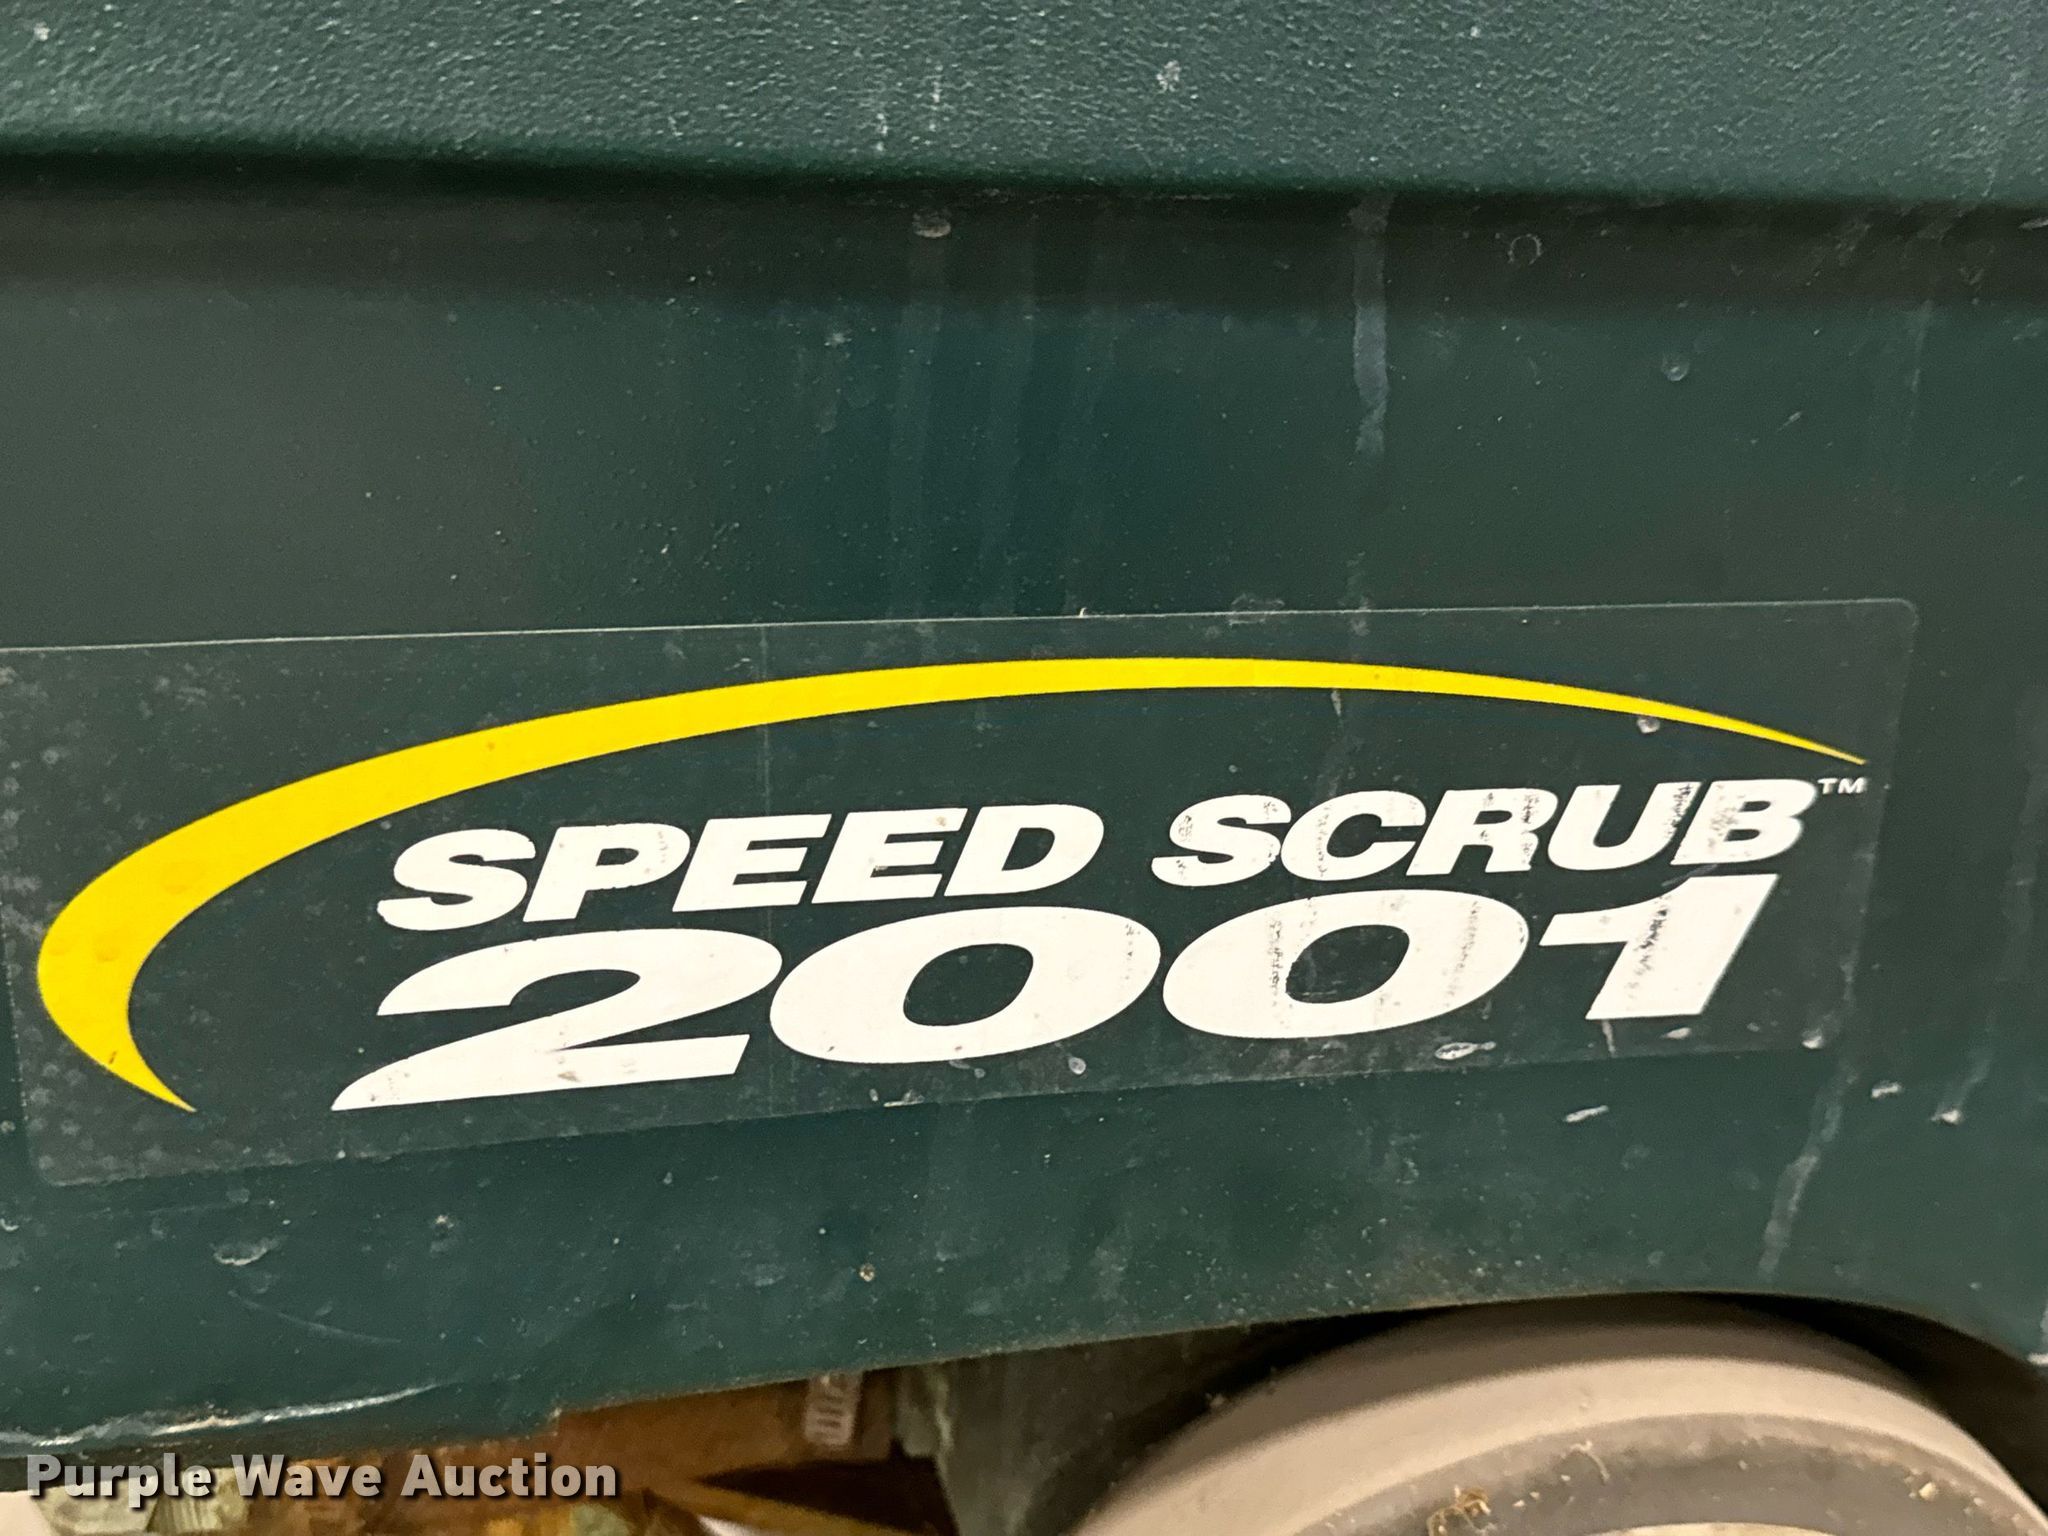 SPEED SCRUB™
2001
Purple Wave Auction